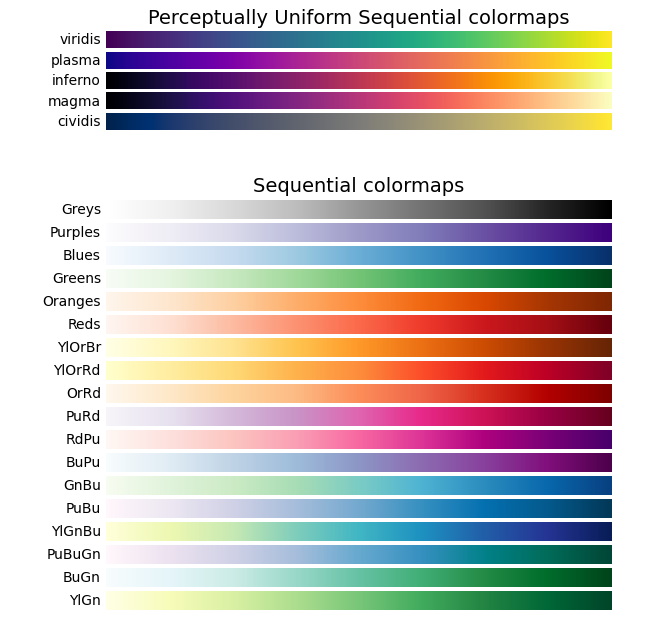 Perceptually Uniform Sequential colormaps
viridis
plasma
inferno
magma
cividis
Sequential colormaps
Greys
Purples
Blues
Greens
Oranges
Reds
YlOrBr
YlOrRd
OrRd
PuRd
RdPu
BuPu
GnBu
PuBu
YlGnBu
PuBuGn
BuGn
YlGn